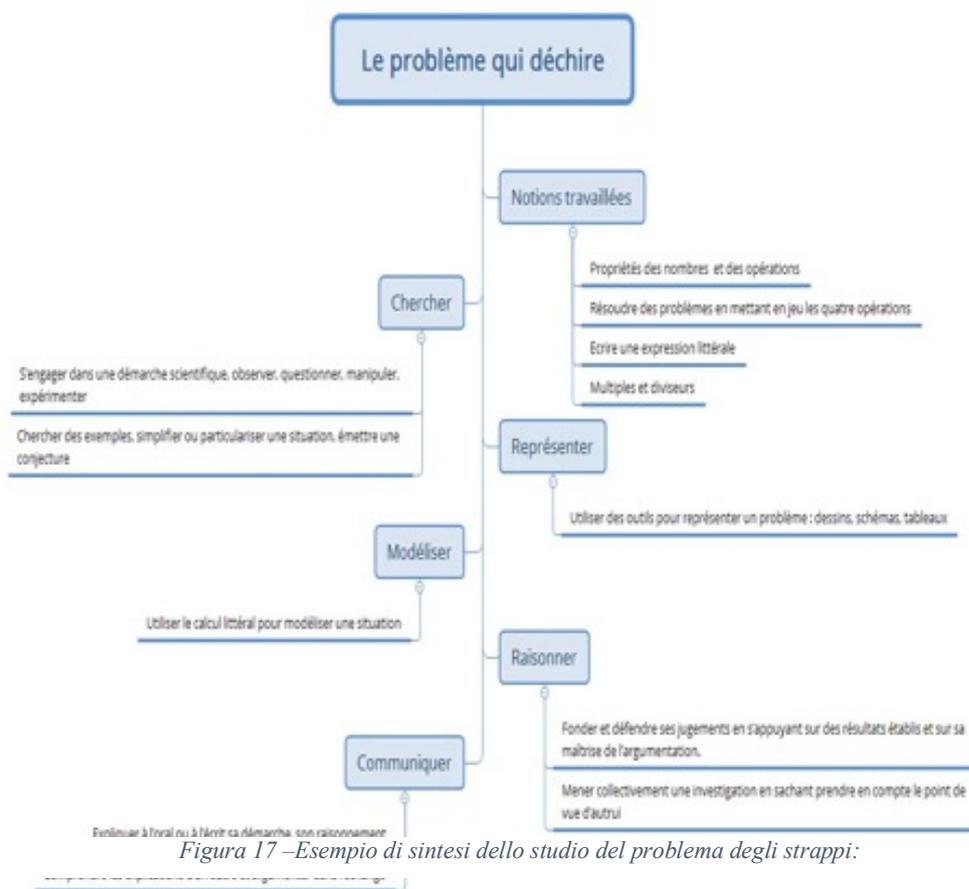 Le problème qui déchire
Notions travaillées
Propriétés des nombres et des opérations
Résoudre des problèmes en mettant en jeu les quatre opérations
Ecrire une expression littérale
Multiples et diviseurs
Chercher
S'engager dans une démarche scientifique, observer, questionner, manipuler,
expérimenter
Chercher des exemples, simplifier ou particulariser une situation, émettre une
conjecture
Représenter
Utiliser des outils pour représenter un problème : dessins, schémas, tableaux
Modéliser
Utiliser le calcul littéral pour modéliser une situation
Raisonner
Fonder et défendre ses jugements en s'appuyant sur des résultats établis et sur sa
maîtrise de l'argumentation.
Mener collectivement une investigation en sachant prendre en compte le point de
vue d'autrui
Communiquer
Expliquer à l'oral ou à l'écrit sa démarche, son raisonnement
Figura 17 –Esempio di sintesi dello studio del problema degli strappi: